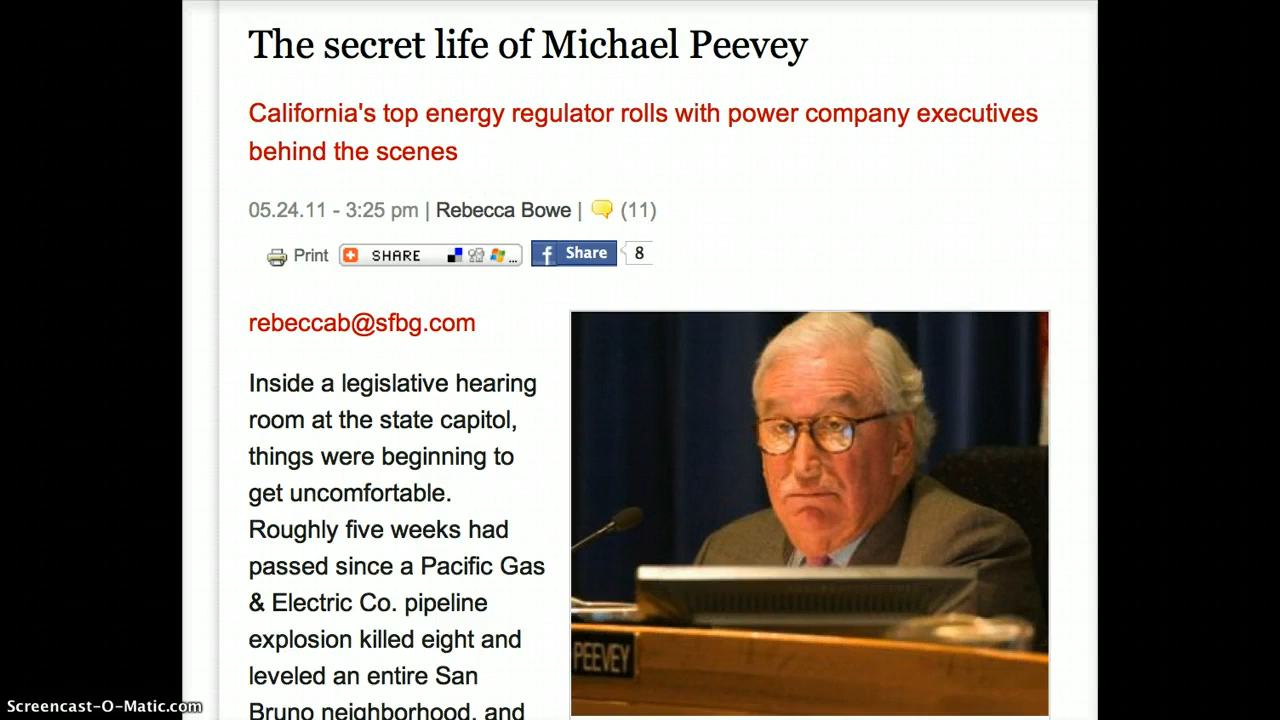 The secret life of Michael Peevey
California's top energy regulator rolls with power company executives
behind the scenes
05.24.11 - 3:25 pm | Rebecca Bowe | (11)
Print SHARE ... f Share 8
rebeccab@sfbg.com
Inside a legislative hearing
room at the state capitol,
things were beginning to
get uncomfortable.
Roughly five weeks had
passed since a Pacific Gas
& Electric Co. pipeline
explosion killed eight and
leveled an entire San
Bruno neighborhood, and
PEEVEY
Screencast-O-Matic.com